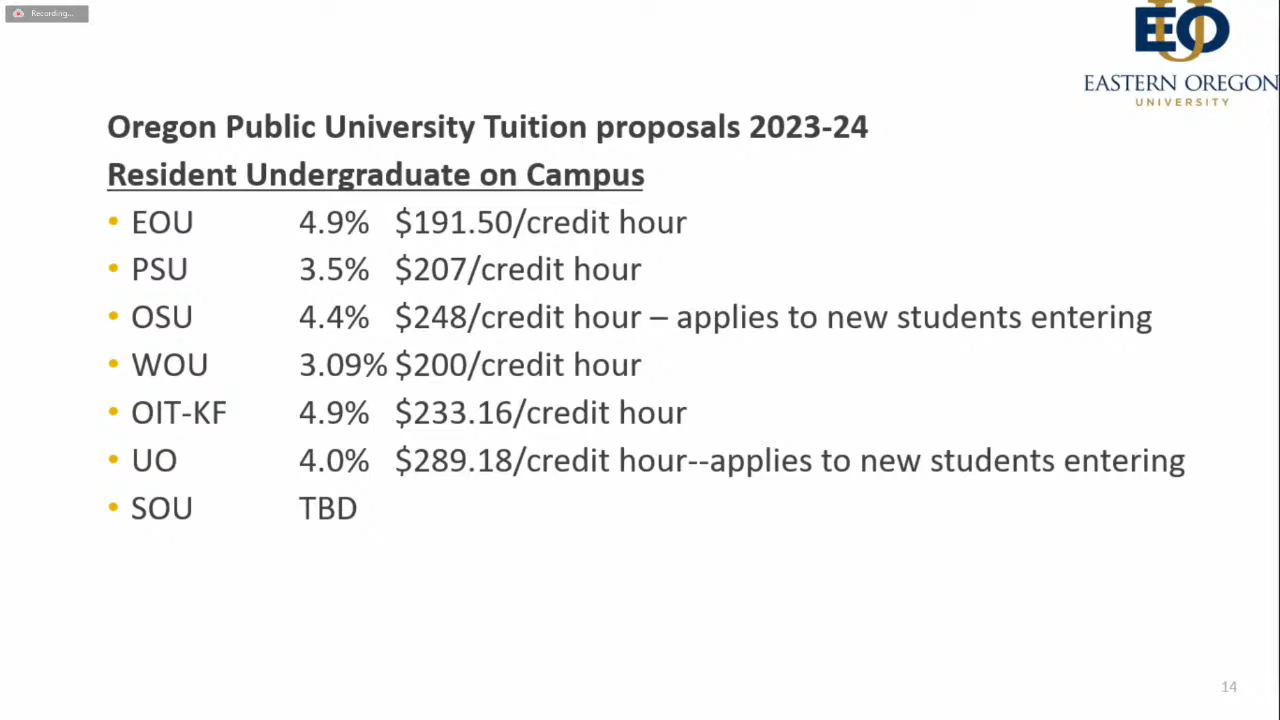 Recording...
EOU
EASTERN OREGON
UNIVERSITY
Oregon Public University Tuition proposals 2023-24
Resident Undergraduate on Campus
• EOU 4.9% $191.50/credit hour
• PSU 3.5% $207/credit hour
• OSU 4.4% $248/credit hour – applies to new students entering
• WOU 3.09% $200/credit hour
• OIT-KF 4.9% $233.16/credit hour
• UO 4.0% $289.18/credit hour--applies to new students entering
• SOU TBD
14